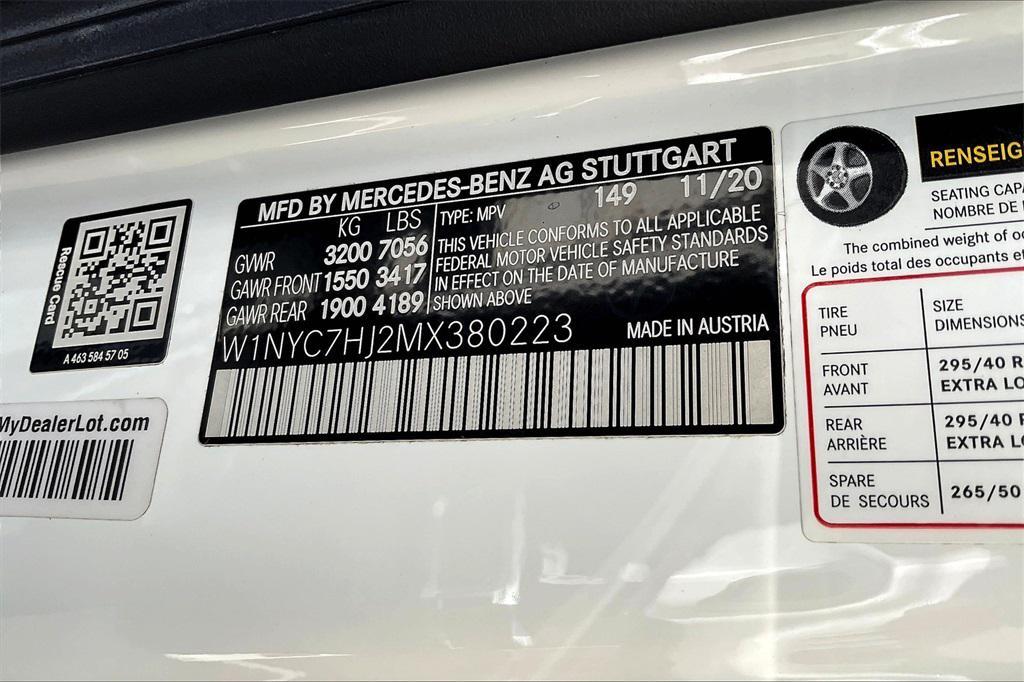 Rescue Card
A 463 584 57 05
MyDealerLot.com
MFD BY MERCEDES-BENZ AG STUTTGART
KG LBS
GVWR 3200 7056
GAWR FRONT 1550 3417
GAWR REAR 1900 4189
TYPE: MPV 149 11/20
THIS VEHICLE CONFORMS TO ALL APPLICABLE
FEDERAL MOTOR VEHICLE SAFETY STANDARDS
IN EFFECT ON THE DATE OF MANUFACTURE
SHOWN ABOVE
W1NYC7HJ2MX380223 MADE IN AUSTRIA
RENSEIG
SEATING CAPA
NOMBRE DE
The combined weight of oc
Le poids total des occupants et
TIRE SIZE
PNEU DIMENSIONS
FRONT 295/40 R
AVANT EXTRA LO
REAR 295/40 R
ARRIÈRE EXTRA LO
SPARE
DE SECOURS 265/50